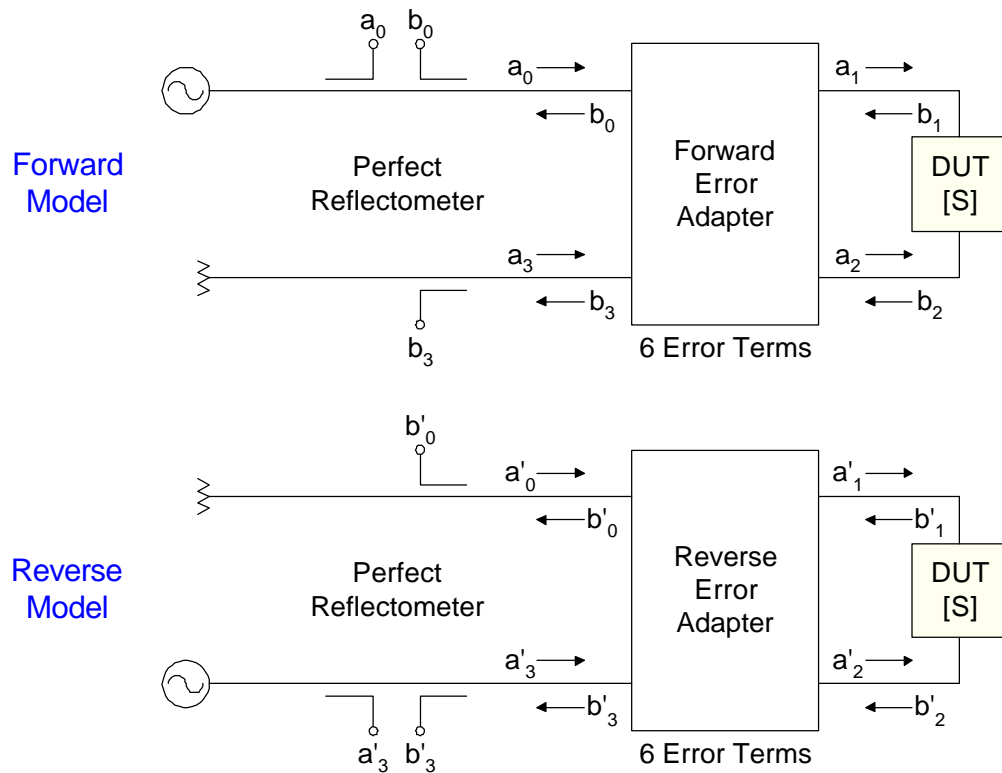 a₀ b₀
a₀ a₁
b₀ b₁
Forward
Model
Perfect
Reflectometer
Forward
Error
Adapter
DUT
[S]
a₃ a₂
b₃ b₂
b₃
6 Error Terms
b'₀
a'₀ a'₁
b'₀ b'₁
Reverse
Model
Perfect
Reflectometer
Reverse
Error
Adapter
DUT
[S]
a'₃ a'₂
b'₃ b'₂
a'₃ b'₃
6 Error Terms